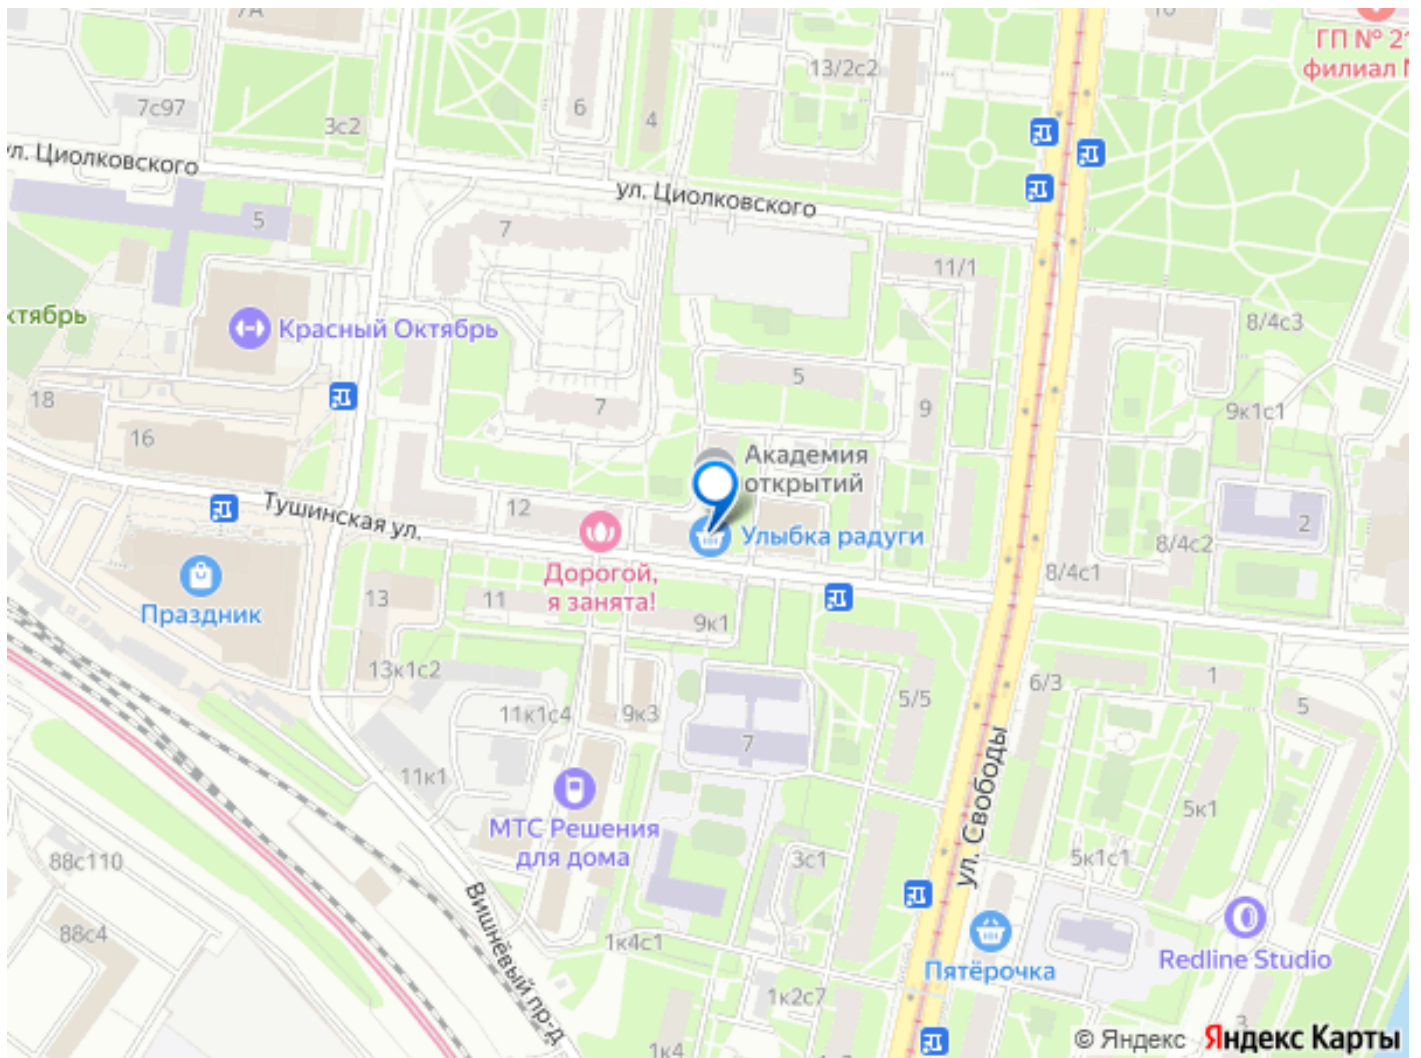 7А
10
ГП № 21
филиал №
13/2с2
7с97
6
4
3с2
ул. Циолковского
ул. Циолковского
5
7
11/1
ктябрь
Красный Октябрь
8/4с3
5
7
9
9к1с1
18
16
Академия
открытий
Тушинская ул.
12
2
Улыбка радуги
8/4с2
8/4с1
Дорогой,
я занята!
Праздник
13
11
9к1
13к1с2
5/5
6/3
1
5
11к1с4
9к3
7
11к1
ул. Свободы
МТС Решения
для дома
5к1
3с1
5к1с1
88с110
88с4
Вишнёвый пр-д
1к4с1
Пятёрочка
Redline Studio
1к2с7
3
1к4
© Яндекс Яндекс Карты